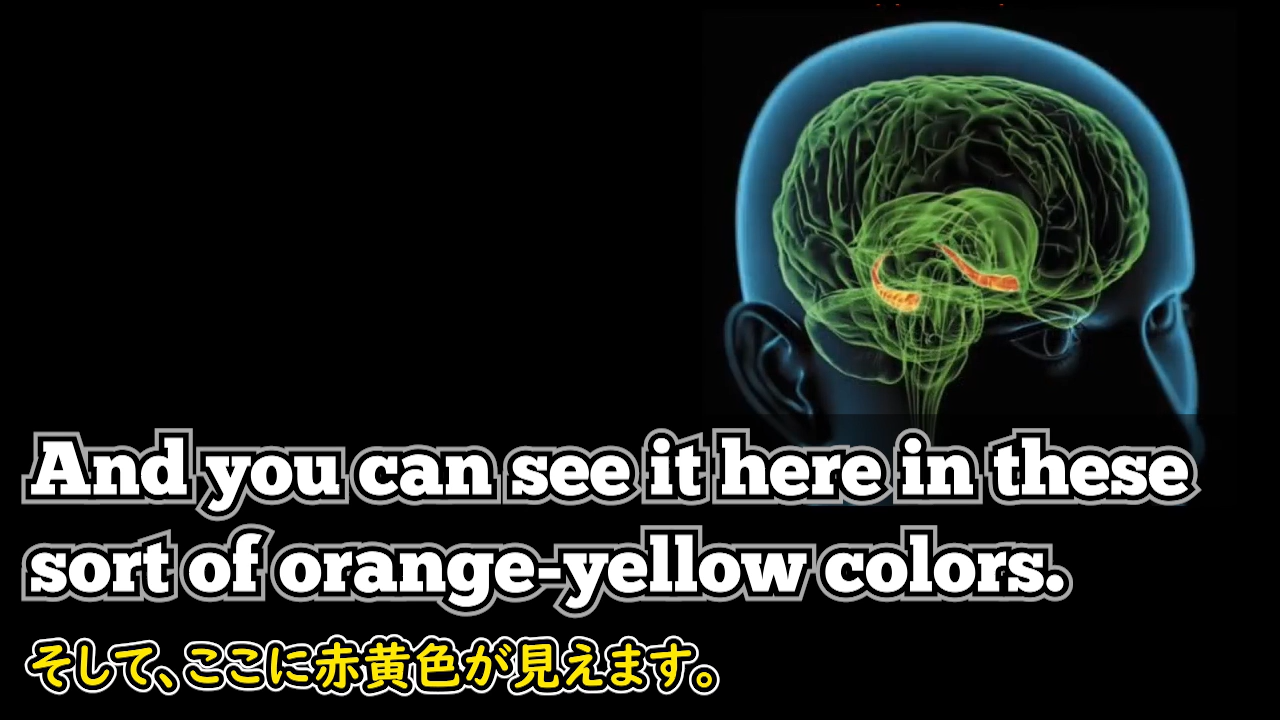 And you can see it here in these
sort of orange-yellow colors.
そして、ここに赤黄色が見えます。